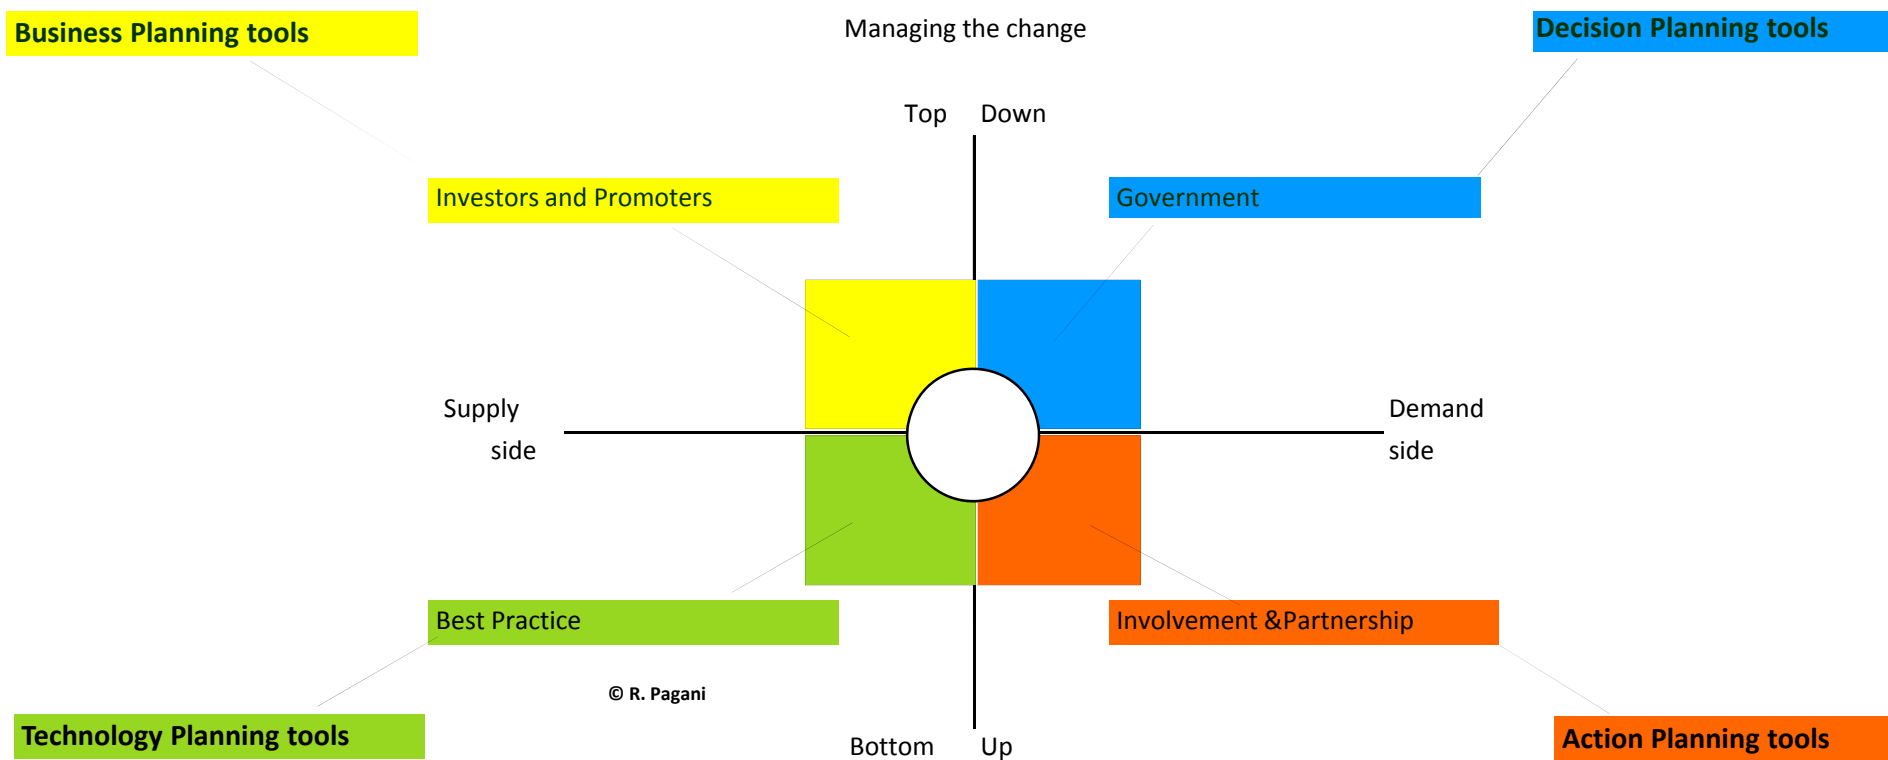 Business Planning tools
Managing the change
Decision Planning tools
Top Down
Investors and Promoters
Government
Supply
side
Demand
side
Best Practice
Involvement &Partnership
© R. Pagani
Technology Planning tools
Bottom Up
Action Planning tools